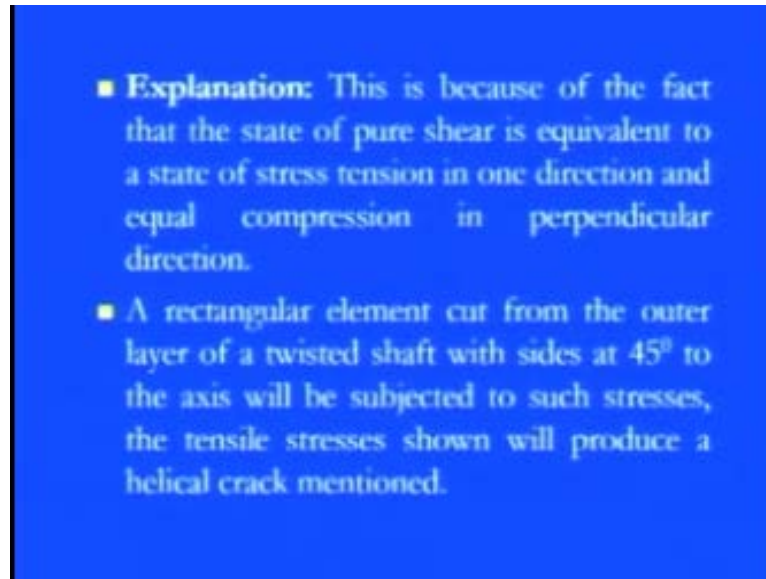 ▪ Explanation: This is because of the fact
that the state of pure shear is equivalent to
a state of stress tension in one direction and
equal compression in perpendicular
direction.
▪ A rectangular element cut from the outer
layer of a twisted shaft with sides at 45⁰ to
the axis will be subjected to such stresses,
the tensile stresses shown will produce a
helical crack mentioned.